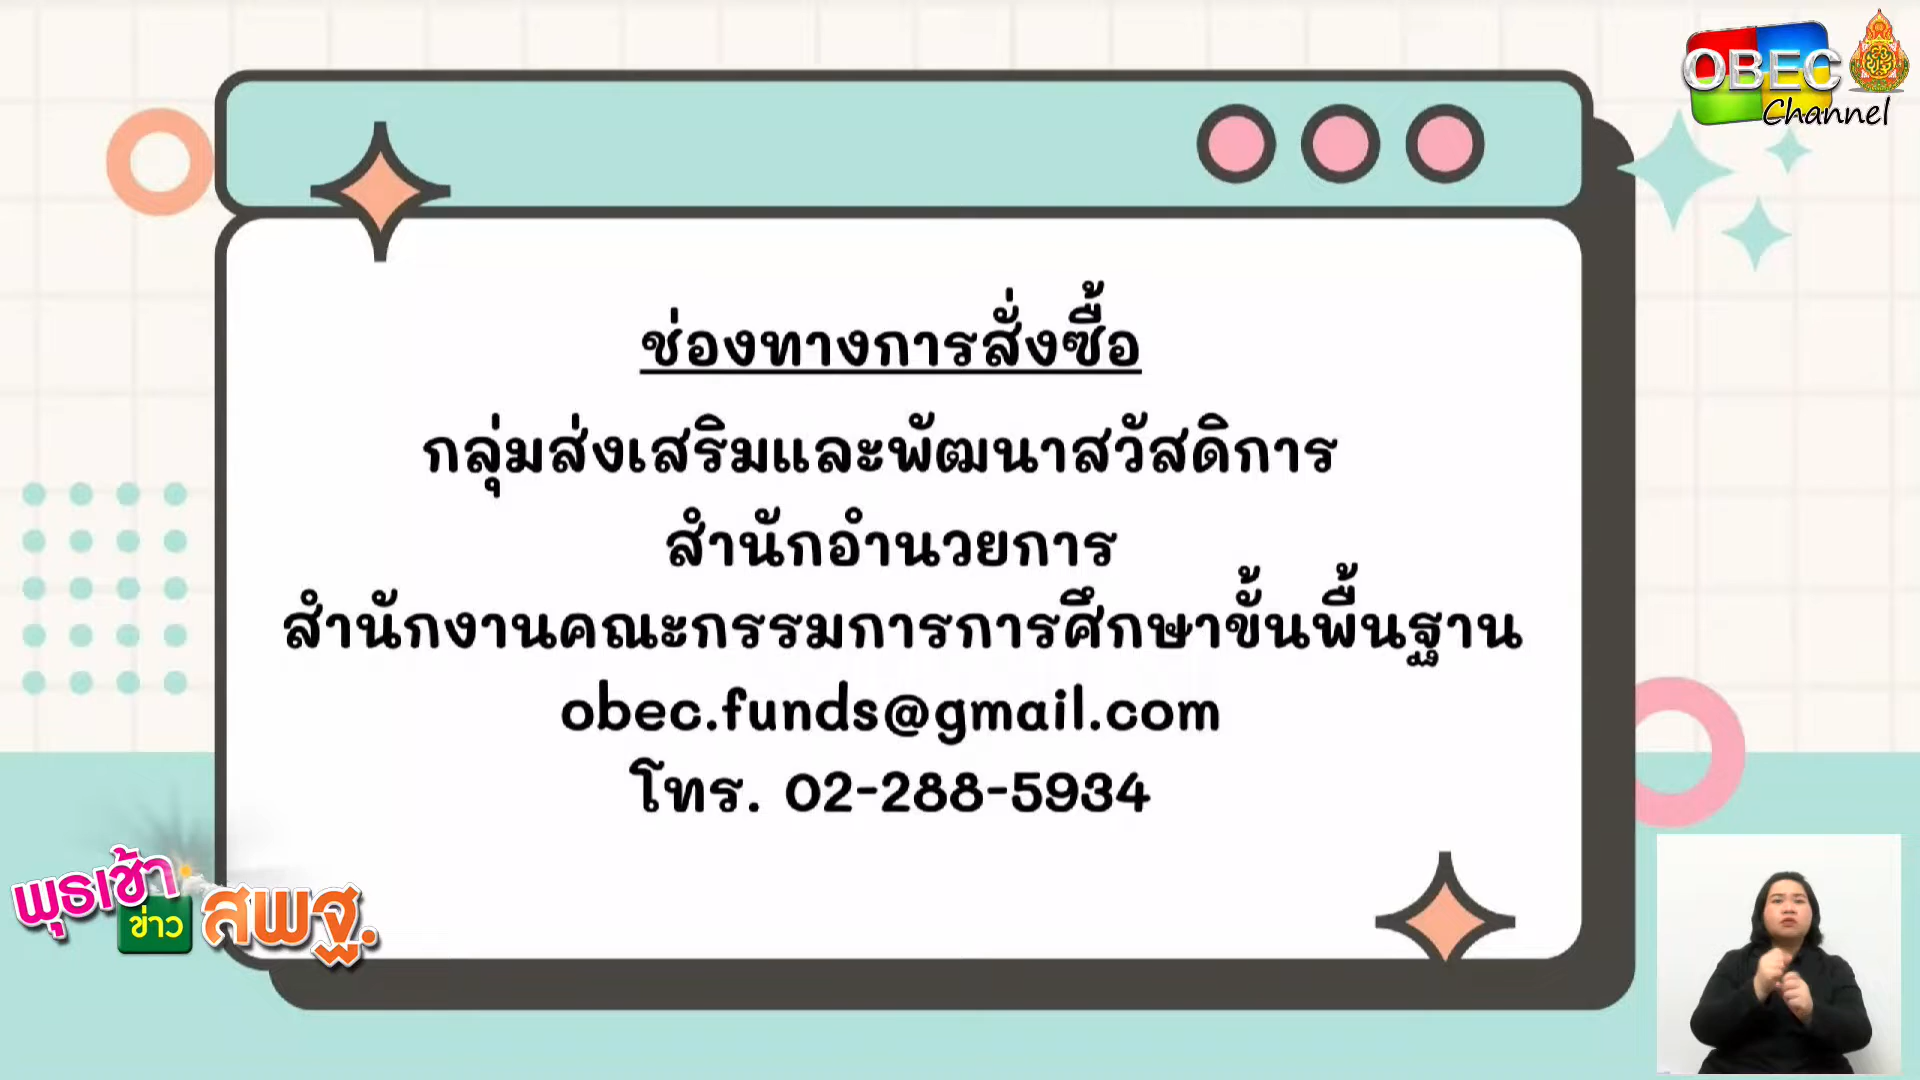 OBEC
Channel
ช่องทางการสั่งซื้อ
กลุ่มส่งเสริมและพัฒนาสวัสดิการ
สำนักอำนวยการ
สำนักงานคณะกรรมการการศึกษาขั้นพื้นฐาน
obec.funds@gmail.com
โทร. 02-288-5934
พุธเช้า
ข่าว
สพฐ.